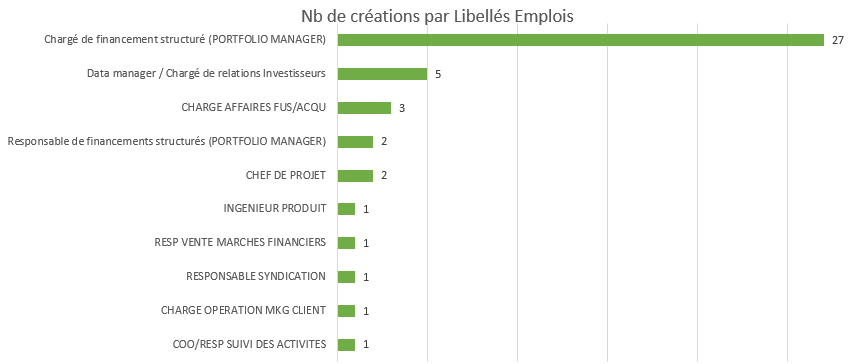 Nb de créations par Libellés Emplois
Chargé de financement structuré (PORTFOLIO MANAGER) 27
Data manager / Chargé de relations Investisseurs 5
CHARGE AFFAIRES FUS/ACQU 3
Responsable de financements structurés (PORTFOLIO MANAGER) 2
CHEF DE PROJET 2
INGENIEUR PRODUIT 1
RESP VENTE MARCHES FINANCIERS 1
RESPONSABLE SYNDICATION 1
CHARGE OPERATION MKG CLIENT 1
COO/RESP SUIVI DES ACTIVITES 1